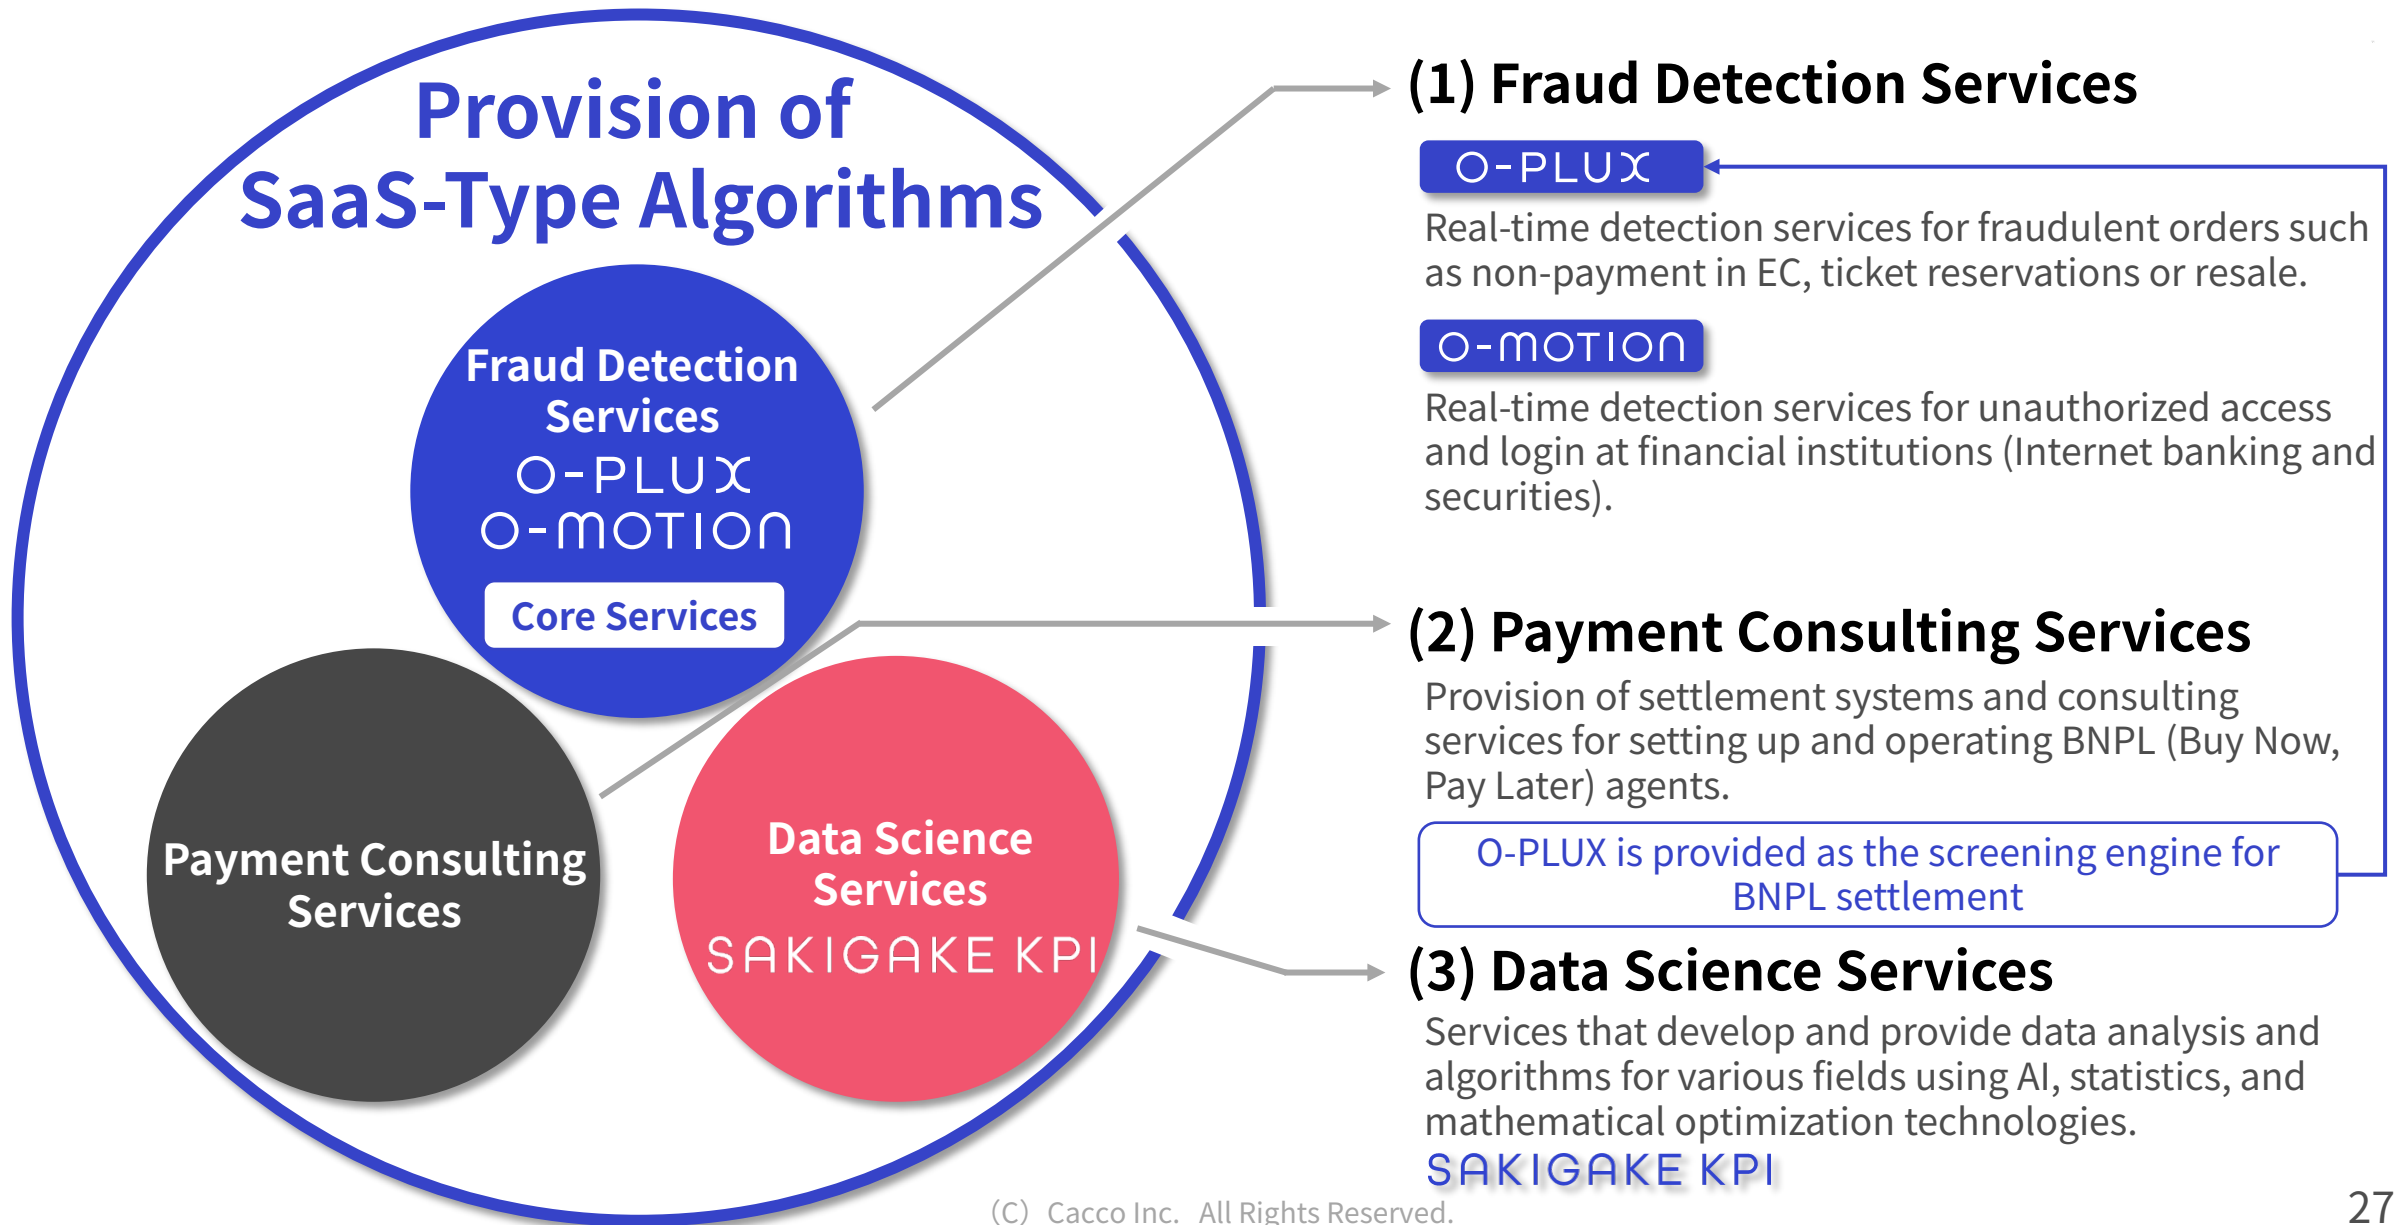 Provision of
SaaS-Type Algorithms
Fraud Detection
Services
O-PLUX
O-MOTION
Core Services
Payment Consulting
Services
Data Science
Services
SAKIGAKE KPI
(1) Fraud Detection Services
O-PLUX
Real-time detection services for fraudulent orders such
as non-payment in EC, ticket reservations or resale.
O-MOTION
Real-time detection services for unauthorized access
and login at financial institutions (Internet banking and
securities).
(2) Payment Consulting Services
Provision of settlement systems and consulting
services for setting up and operating BNPL (Buy Now,
Pay Later) agents.
O-PLUX is provided as the screening engine for
BNPL settlement
(3) Data Science Services
Services that develop and provide data analysis and
algorithms for various fields using AI, statistics, and
mathematical optimization technologies.
SAKIGAKE KPI
（C）Cacco Inc.  All Rights Reserved.
27